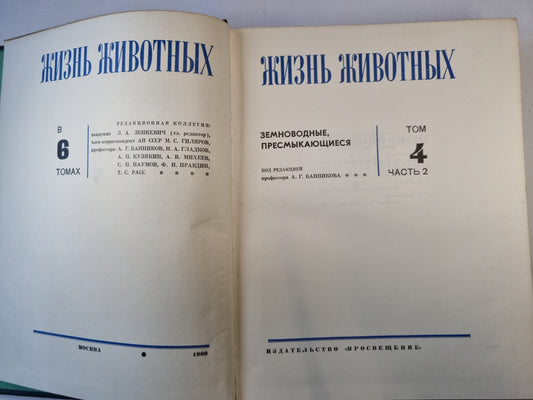 ЖИЗНЬ ЖИВОТНЫХ
В
6
ТОМАХ
РЕДАКЦИОННАЯ КОЛЛЕГИЯ:
академик Л. А. ЗЕНКЕВИЧ (гл. редактор),
член-корреспондент АН СССР М. С. ГИЛЯРОВ,
профессора: А. Г. БАННИКОВ, Н. А. ГЛАДКОВ,
А. П. КУЗЯКИН, А. В. МИХЕЕВ,
С. П. НАУМОВ, Ф. Н. ПРАВДИН,
Т. С. РАСС
МОСКВА • 1969
ЖИЗНЬ ЖИВОТНЫХ
ЗЕМНОВОДНЫЕ,
ПРЕСМЫКАЮЩИЕСЯ
ПОД РЕДАКЦИЕЙ
профессора А. Г. БАННИКОВА
ТОМ
4
ЧАСТЬ 2
ИЗДАТЕЛЬСТВО «ПРОСВЕЩЕНИЕ»